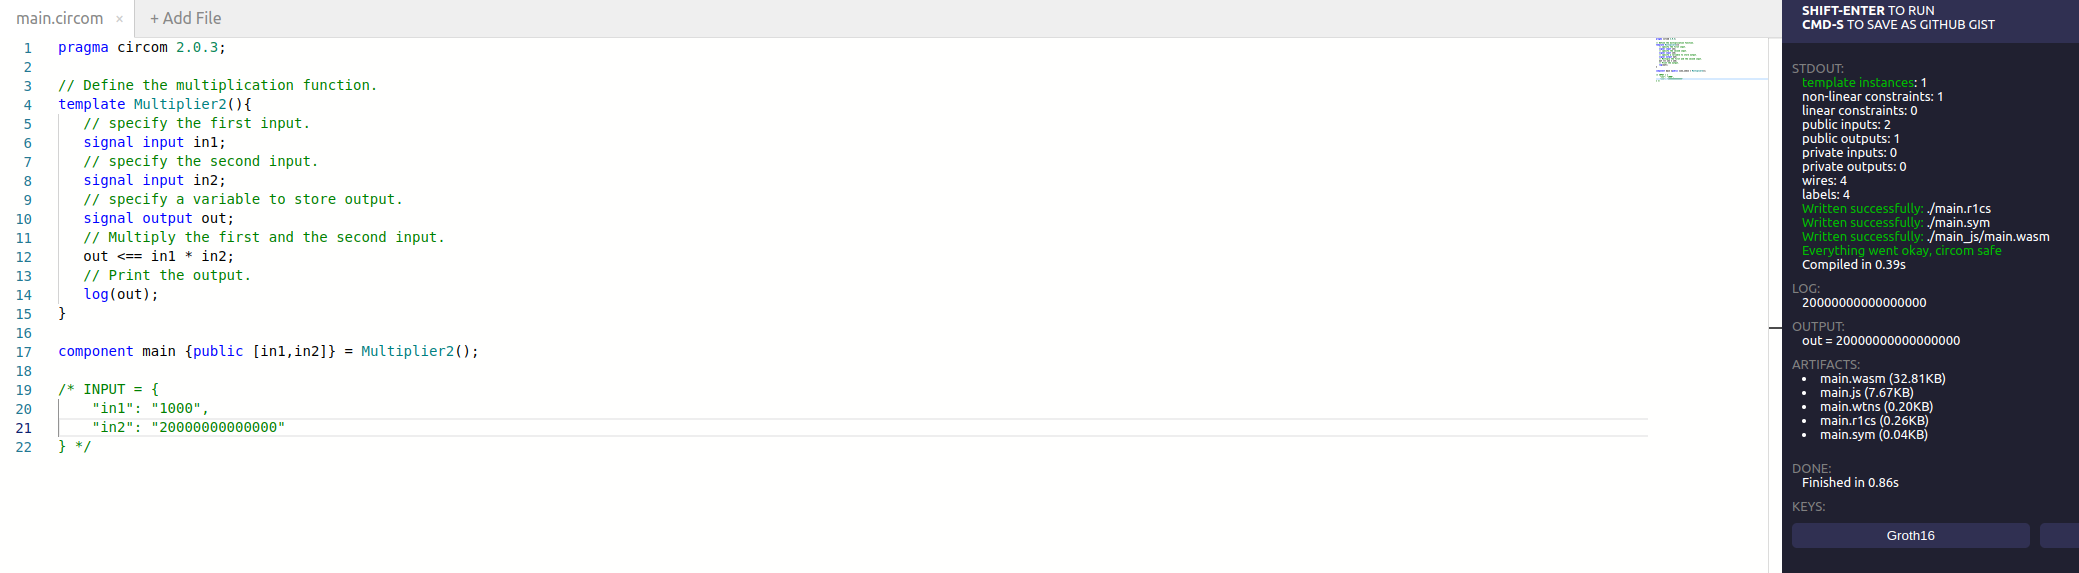 main.circom × + Add File
1 pragma circom 2.0.3;
2
3 // Define the multiplication function.
4 template Multiplier2(){
5 // specify the first input.
6 signal input in1;
7 // specify the second input.
8 signal input in2;
9 // specify a variable to store output.
10 signal output out;
11 // Multiply the first and the second input.
12 out <== in1 * in2;
13 // Print the output.
14 log(out);
15 }
16
17 component main {public [in1,in2]} = Multiplier2();
18
19 /* INPUT = {
20 "in1": "1000",
21 "in2": "20000000000000"
22 } */
SHIFT-ENTER TO RUN
CMD-S TO SAVE AS GITHUB GIST
STDOUT:
template instances: 1
non-linear constraints: 1
linear constraints: 0
public inputs: 2
public outputs: 1
private inputs: 0
private outputs: 0
wires: 4
labels: 4
Written successfully: ./main.r1cs
Written successfully: ./main.sym
Written successfully: ./main_js/main.wasm
Everything went okay, circom safe
Compiled in 0.39s
LOG:
20000000000000000
OUTPUT:
out = 20000000000000000
ARTIFACTS:
• main.wasm (32.81KB)
• main.js (7.67KB)
• main.wtns (0.20KB)
• main.r1cs (0.26KB)
• main.sym (0.04KB)
DONE:
Finished in 0.86s
KEYS:
Groth16